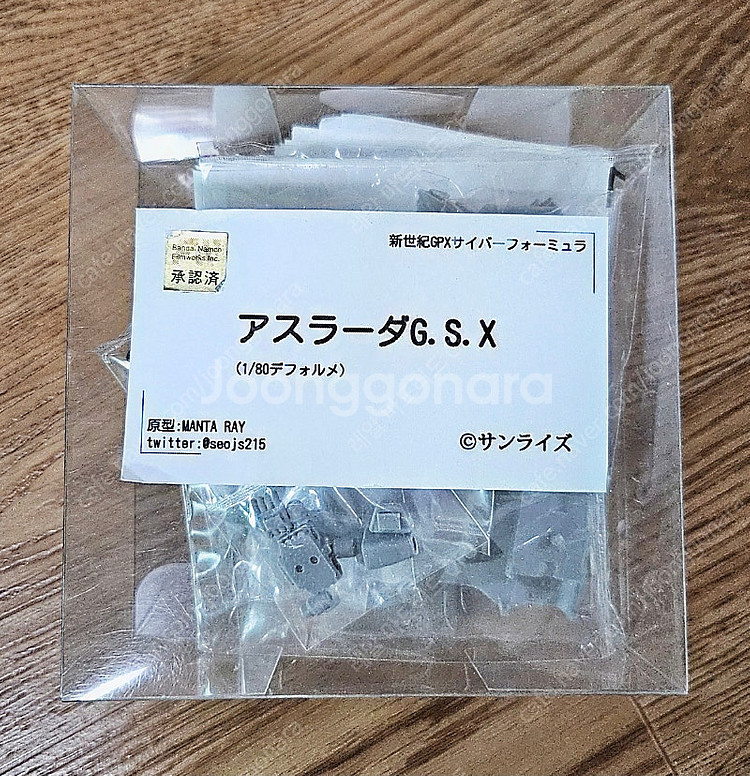 Bandai Namco
Filmworks Inc.
承認済
新世紀GPXサイバーフォーミュラ
アスラーダG.S.X
(1/80デフォルメ)
Joonggonara
原型:MANTA RAY
twitter:@seojs215
©サンライズ